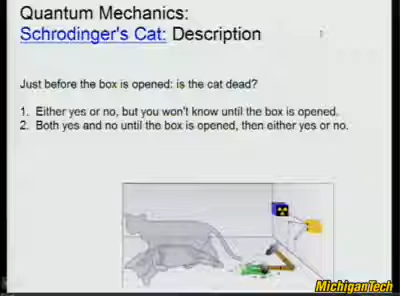 Quantum Mechanics:
Schrodinger's Cat: Description
Just before the box is opened: is the cat dead?
1. Either yes or no, but you won't know until the box is opened.
2. Both yes and no until the box is opened, then either yes or no.
MichiganTech